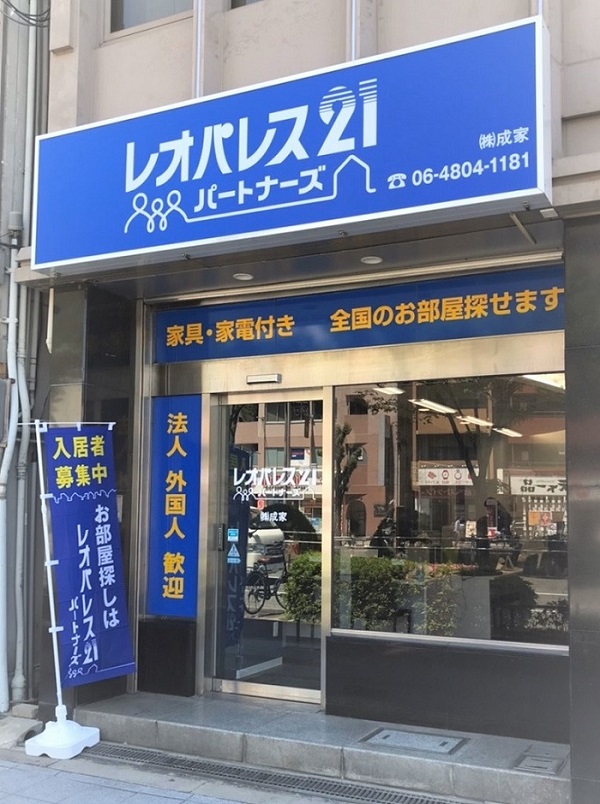 レオパレス21
パートナーズ
㈱成家
☎ 06-4804-1181
家具・家電付き 全国のお部屋探せます
法人 外国人 歓迎
レオパレス21
パートナーズ
㈱成家
入居者
募集中
お部屋探しは
レオパレス21
パートナーズ